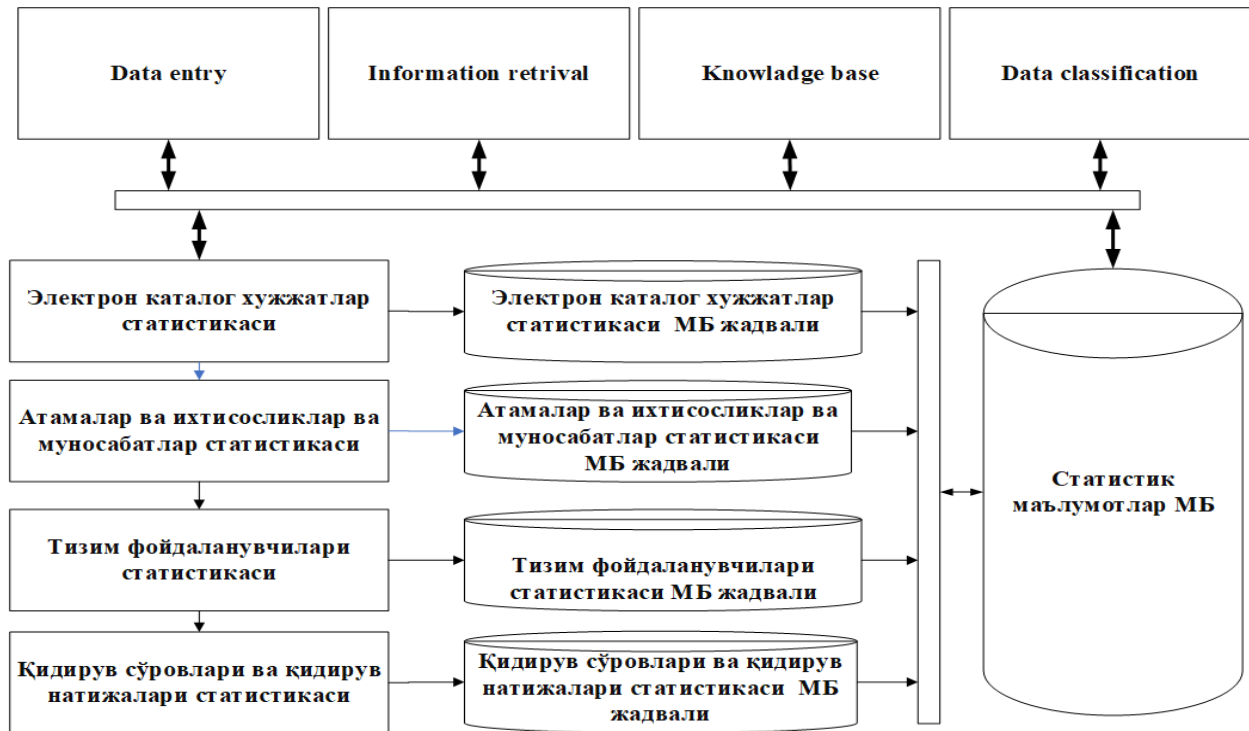 Data entry
Information retrival
Knowladge base
Data classification
Электрон каталог хужжатлар
статистикаси
Электрон каталог хужжатлар
статистикаси МБ жадвали
Атамалар ва ихтисосликлар ва
муносабатлар статистикаси
Атамалар ва ихтисосликлар ва
муносабатлар статистикаси
МБ жадвали
Статистик
маълумотлар МБ
Тизим фойдаланувчилари
статистикаси
Тизим фойдаланувчилари
статистикаси МБ жадвали
Қидирув сўровлари ва қидирув
натижалари статистикаси
Қидирув сўровлари ва қидирув
натижалари статистикаси МБ
жадвали